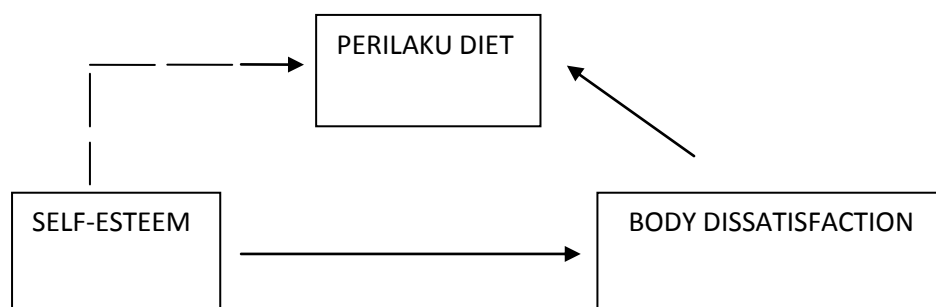 PERILAKU DIET
SELF-ESTEEM
BODY DISSATISFACTION